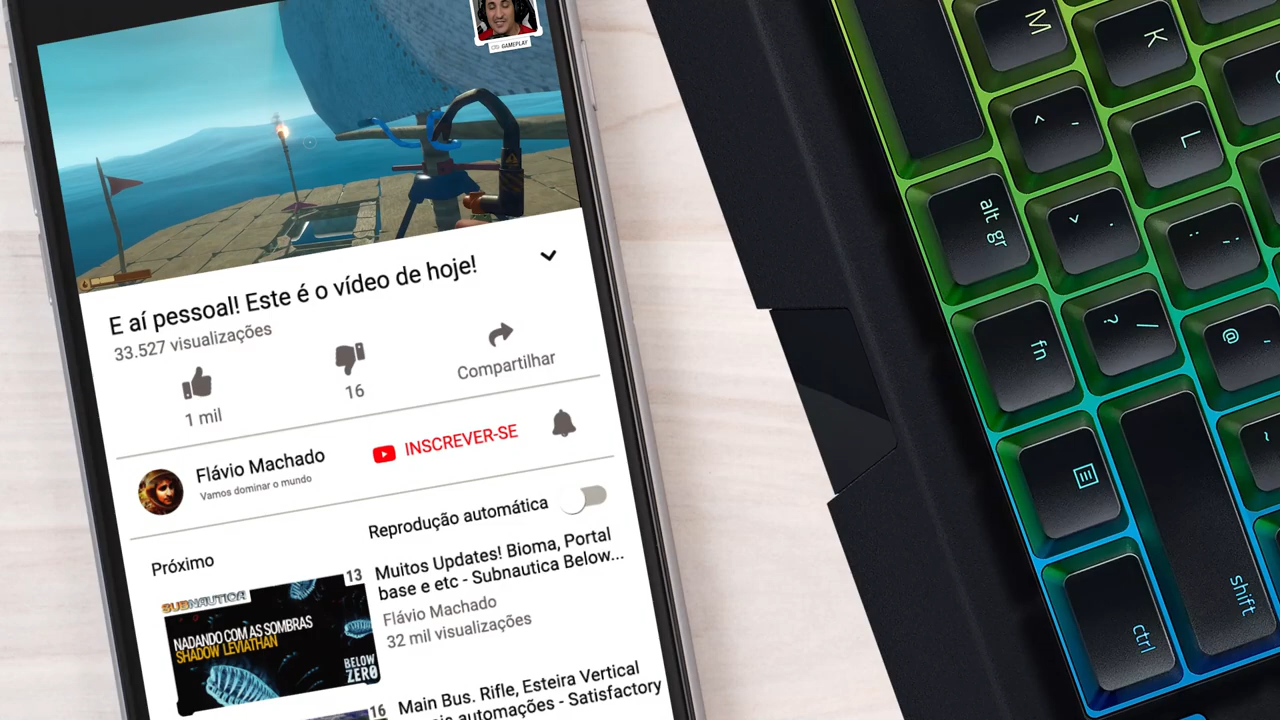 GAMEPLAY
E aí pessoal! Este é o vídeo de hoje!
33.527 visualizações
1 mil
16
Compartilhar
Flávio Machado
Vamos dominar o mundo
INSCREVER-SE
Reprodução automática
Próximo
13
SUBNAUTICA
NADANDO COM AS SOMBRAS
SHADOW LEVIATHAN
BELOW
ZERO
Muitos Updates! Bioma, Portal
base e etc - Subnautica Below...
Flávio Machado
32 mil visualizações
16
Main Bus. Rifle, Esteira Vertical
automações - Satisfactory
M
K
L
alt gr
fn
? /
@
shift
ctrl